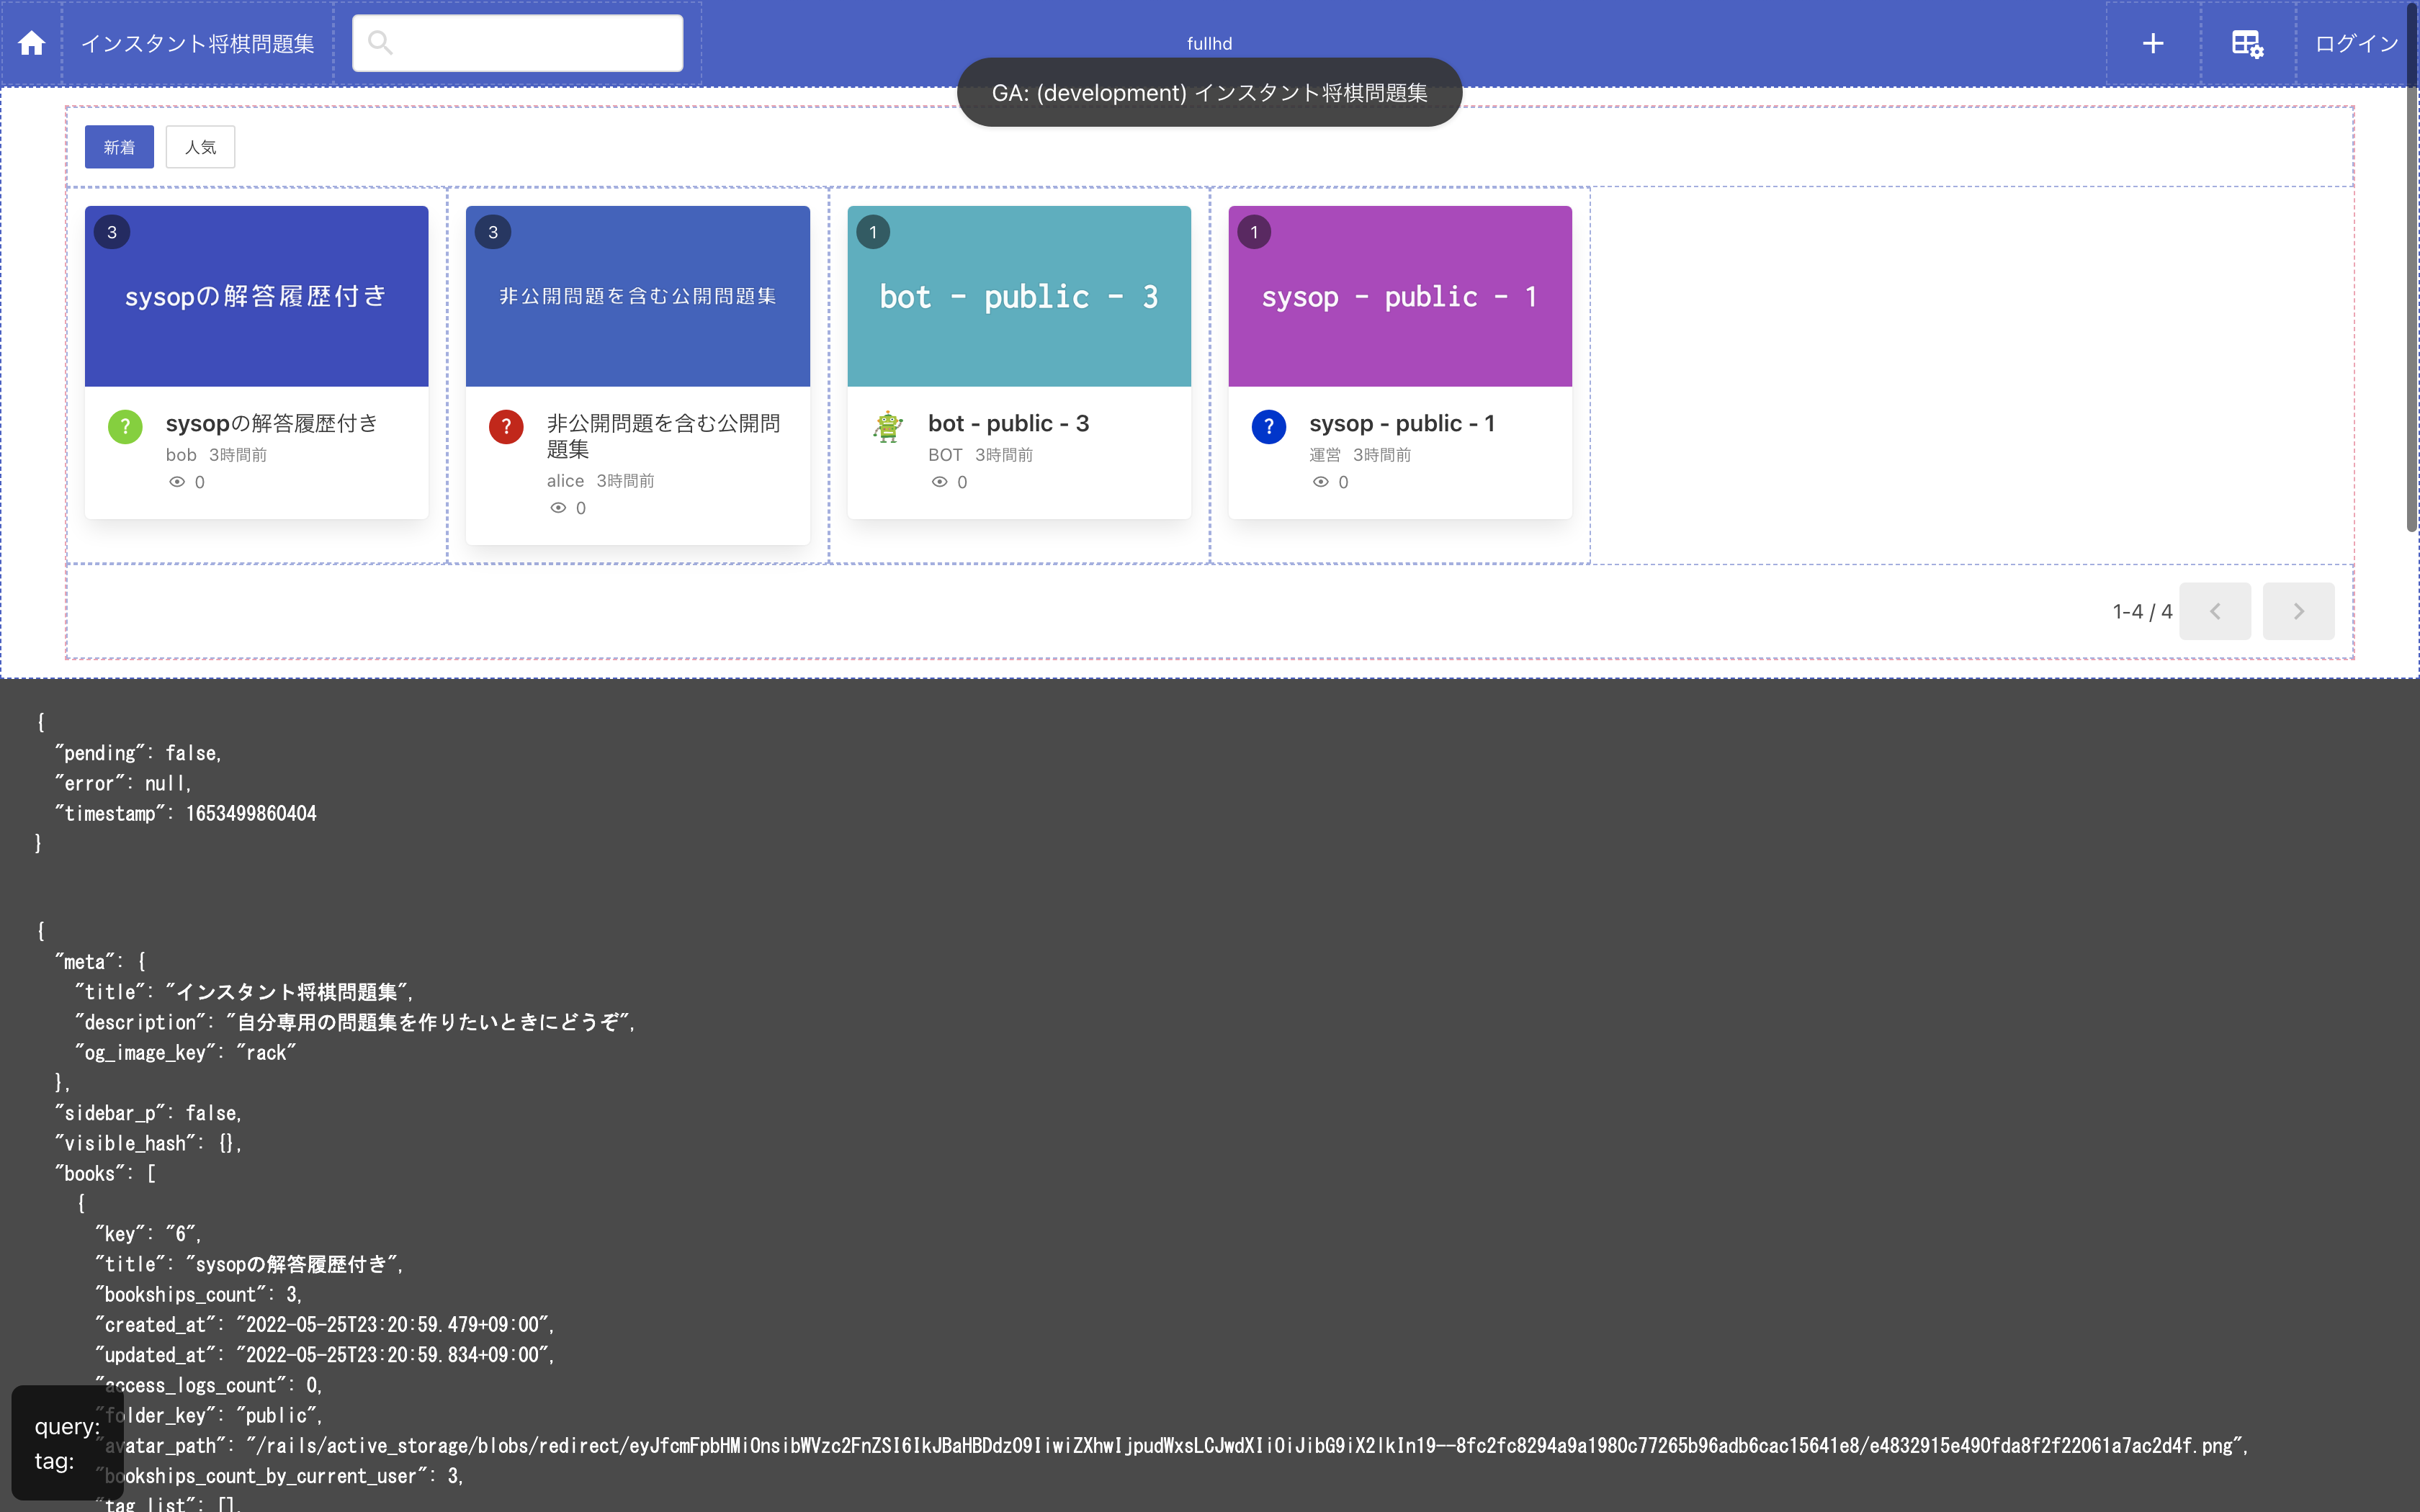 インスタント将棋問題集
fullhd
ログイン
GA: (development) インスタント将棋問題集
新着
人気
3
sysopの解答履歴付き
sysopの解答履歴付き
bob 3時間前
0
3
非公開問題を含む公開問題集
非公開問題を含む公開問
題集
alice 3時間前
0
1
bot - public - 3
bot - public - 3
BOT 3時間前
0
1
sysop - public - 1
sysop - public - 1
運営 3時間前
0
1-4 / 4
{
"pending": false,
"error": null,
"timestamp": 1653499860404
}
{
"meta": {
"title": "インスタント将棋問題集",
"description": "自分専用の問題集を作りたいときにどうぞ",
"og_image_key": "rack"
},
"sidebar_p": false,
"visible_hash": {},
"books": [
{
"key": "6",
"title": "sysopの解答履歴付き",
"bookships_count": 3,
"created_at": "2022-05-25T23:20:59.479+09:00",
"updated_at": "2022-05-25T23:20:59.834+09:00",
"access_logs_count": 0,
"folder_key": "public",
"avatar_path": "/rails/active_storage/blobs/redirect/eyJfcmFpbHMiOnsibWVzc2FnZSI6IkJBaHBDdz09IiwiZXhwIjpudWxsLCJwdXIiOiJibG9iX2lkIn19--8fc2fc8294a9a1980c77265b96adb6cac15641e8/e4832915e490fda8f2f22061a7ac2d4f.png",
"bookships_count_by_current_user": 3,
"tag_list": [],
query:
tag: